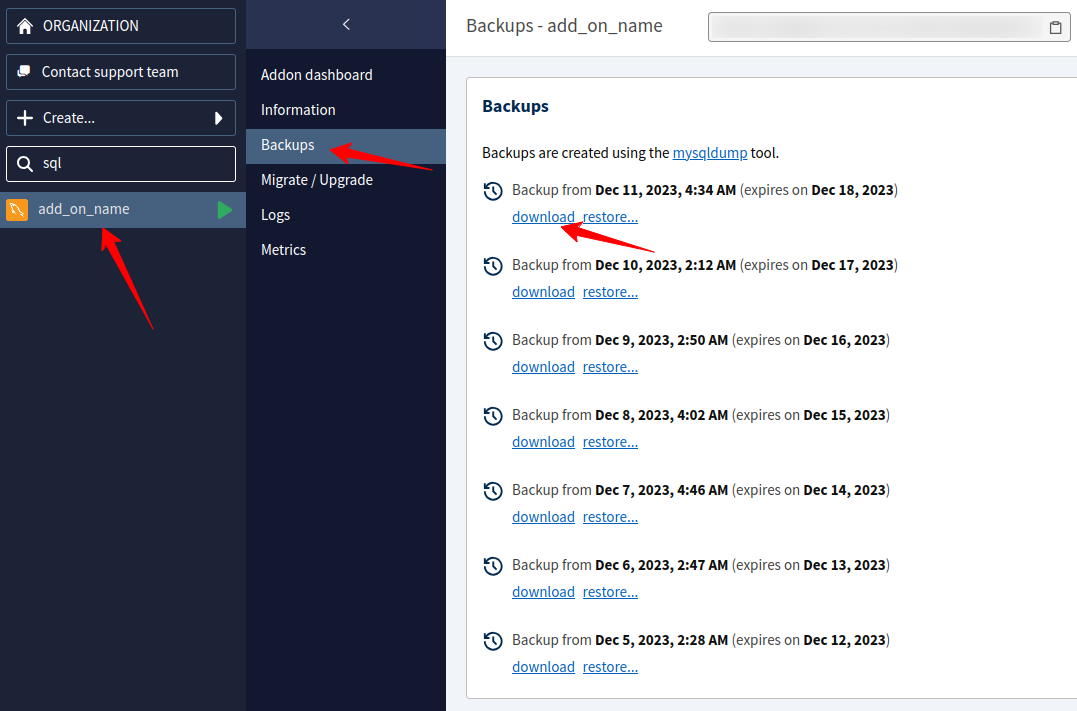 ORGANIZATION
Contact support team
Create...
sql
add_on_name
Addon dashboard
Information
Backups
Migrate / Upgrade
Logs
Metrics
Backups - add_on_name
Backups
Backups are created using the mysqldump tool.
Backup from Dec 11, 2023, 4:34 AM (expires on Dec 18, 2023)
download restore...
Backup from Dec 10, 2023, 2:12 AM (expires on Dec 17, 2023)
download restore...
Backup from Dec 9, 2023, 2:50 AM (expires on Dec 16, 2023)
download restore...
Backup from Dec 8, 2023, 4:02 AM (expires on Dec 15, 2023)
download restore...
Backup from Dec 7, 2023, 4:46 AM (expires on Dec 14, 2023)
download restore...
Backup from Dec 6, 2023, 2:47 AM (expires on Dec 13, 2023)
download restore...
Backup from Dec 5, 2023, 2:28 AM (expires on Dec 12, 2023)
download restore...